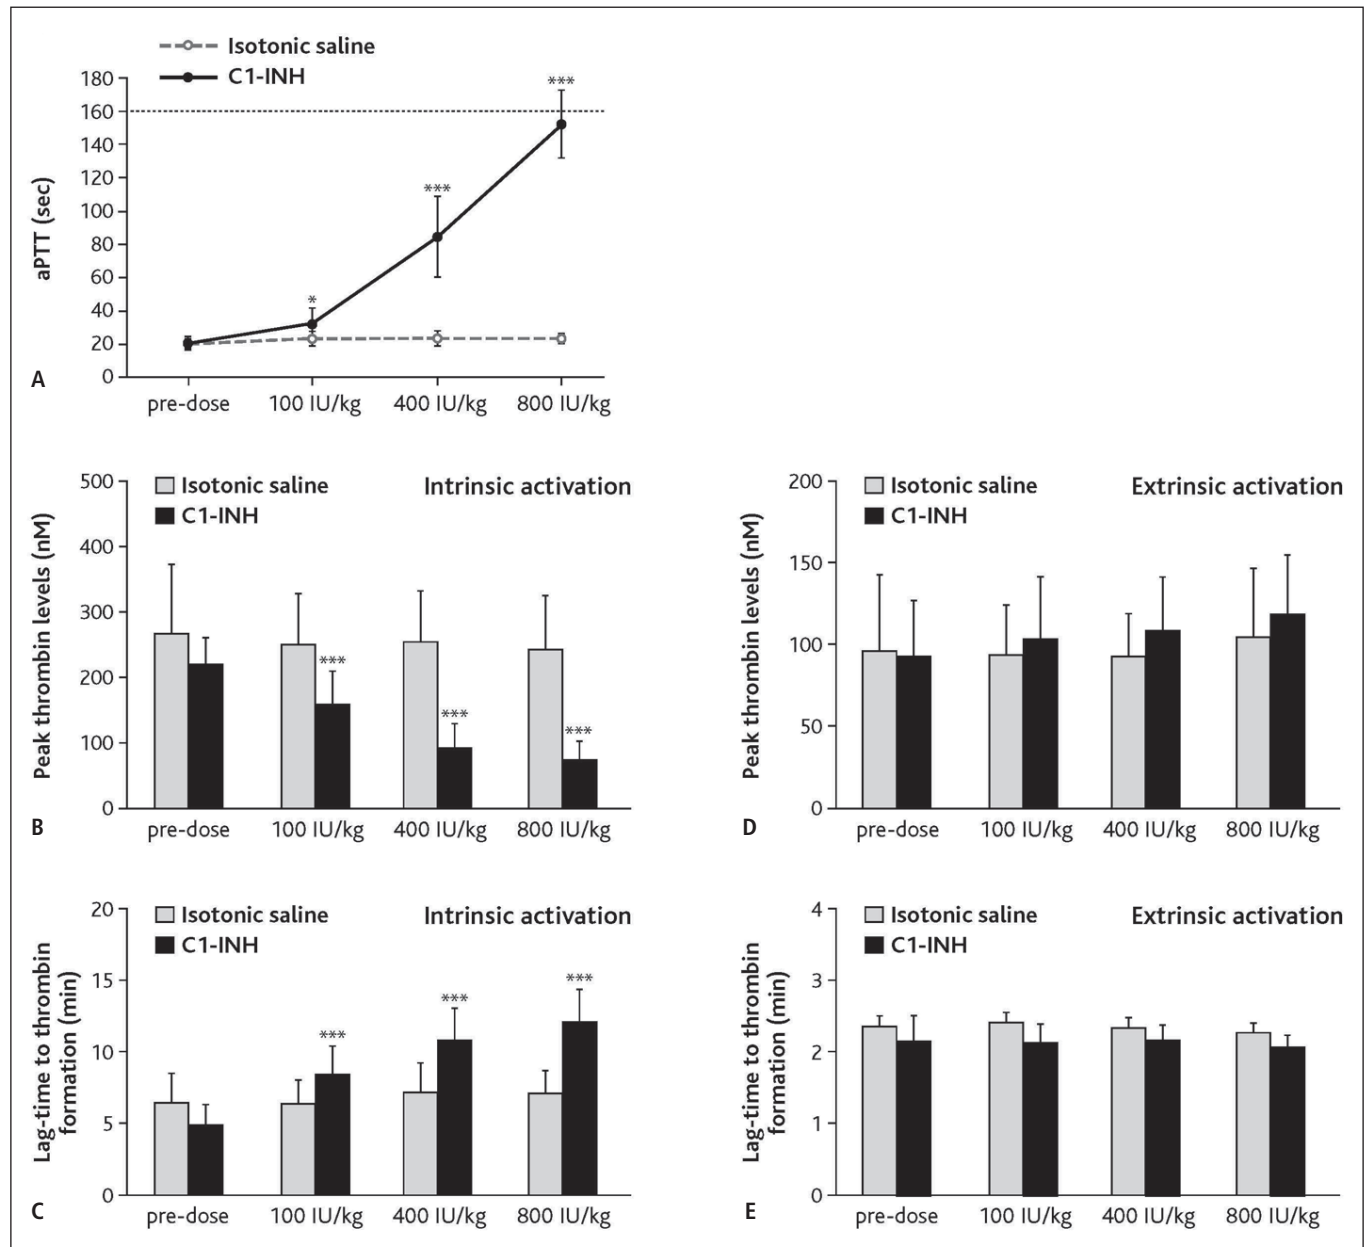 Isotonic saline
C1-INH
180
160
140
120
100
80
60
40
20
0
aPTT (sec)
*
***
***
pre-dose 100 IU/kg 400 IU/kg 800 IU/kg
A
Isotonic saline
C1-INH
Intrinsic activation
500
400
300
200
100
0
Peak thrombin levels (nM)
***
***
***
pre-dose 100 IU/kg 400 IU/kg 800 IU/kg
B
Isotonic saline
C1-INH
Extrinsic activation
200
150
100
50
0
Peak thrombin levels (nM)
pre-dose 100 IU/kg 400 IU/kg 800 IU/kg
D
Isotonic saline
C1-INH
Intrinsic activation
20
15
10
5
0
Lag-time to thrombin
formation (min)
***
***
***
pre-dose 100 IU/kg 400 IU/kg 800 IU/kg
C
Isotonic saline
C1-INH
Extrinsic activation
4
3
2
1
0
Lag-time to thrombin
formation (min)
pre-dose 100 IU/kg 400 IU/kg 800 IU/kg
E